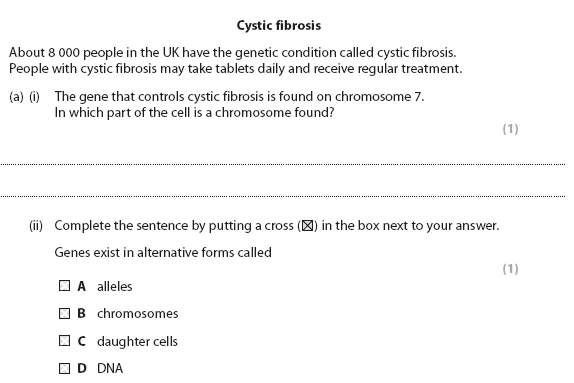 Cystic fibrosis
About 8 000 people in the UK have the genetic condition called cystic fibrosis.
People with cystic fibrosis may take tablets daily and receive regular treatment.
(a) (i) The gene that controls cystic fibrosis is found on chromosome 7.
In which part of the cell is a chromosome found?
(1)
(ii) Complete the sentence by putting a cross (☒) in the box next to your answer.
Genes exist in alternative forms called
(1)
A alleles
B chromosomes
C daughter cells
D DNA